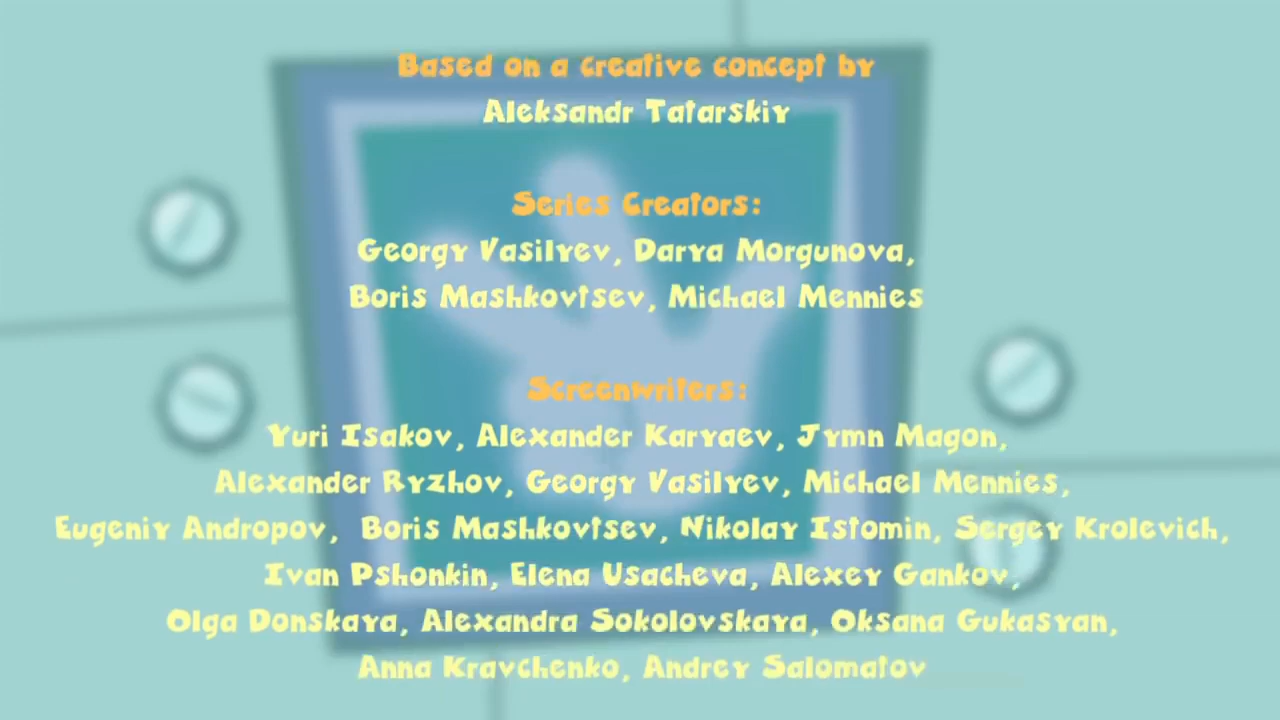 Based on a creative concept by
Aleksandr Tatarskiy
Series Creators:
Georgy Vasilyev, Darya Morgunova,
Boris Mashkovtsev, Michael Mennies
Screenwriters:
Yuri Isakov, Alexander Karyaev, Jymn Magon,
Alexander Ryzhov, Georgy Vasilyev, Michael Mennies,
Eugeniy Andropov, Boris Mashkovtsev, Nikolay Istomin, Sergey Krolevich,
Ivan Pshonkin, Elena Usacheva, Alexey Gankov,
Olga Donskaya, Alexandra Sokolovskaya, Oksana Gukasyan,
Anna Kravchenko, Andrey Salomatov